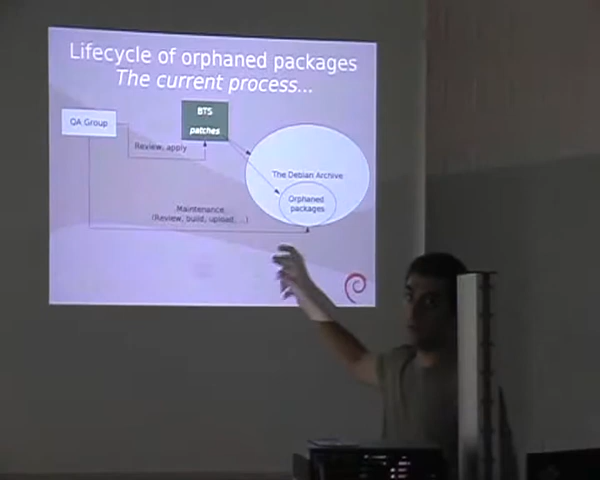 Lifecycle of orphaned packages
The current process...
QA Group
BTS
patches
Review, apply
The Debian Archive
Orphaned
packages
Maintenance
(Review, build, upload, ...)